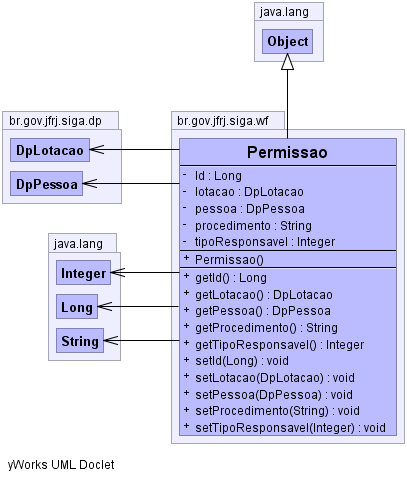 java.lang
Object
br.gov.jfrj.siga.dp
DpLotacao
DpPessoa
br.gov.jfrj.siga.wf
Permissao
- Id : Long
- lotacao : DpLotacao
- pessoa : DpPessoa
- procedimento : String
- tipoResponsavel : Integer
+ Permissao()
+ getId() : Long
+ getLotacao() : DpLotacao
+ getPessoa() : DpPessoa
+ getProcedimento() : String
+ getTipoResponsavel() : Integer
+ setId(Long) : void
+ setLotacao(DpLotacao) : void
+ setPessoa(DpPessoa) : void
+ setProcedimento(String) : void
+ setTipoResponsavel(Integer) : void
java.lang
Integer
Long
String
yWorks UML Doclet